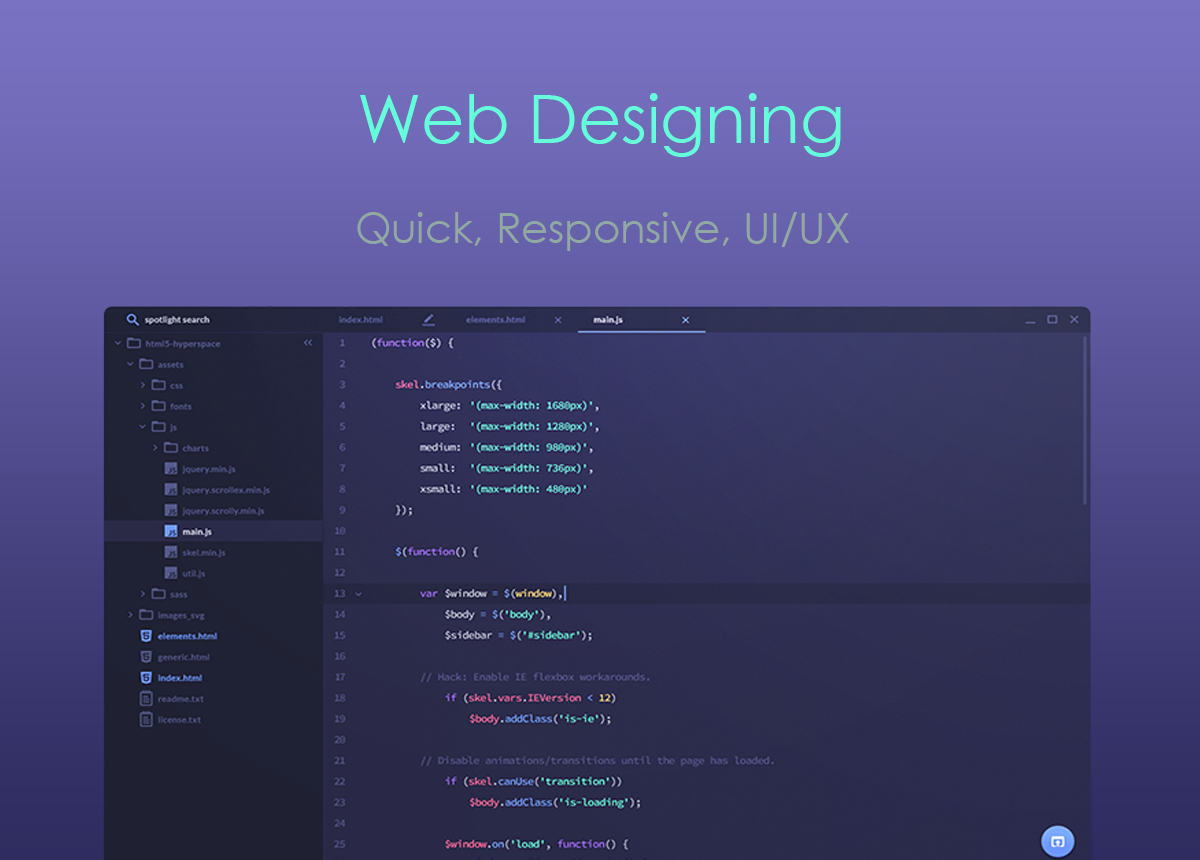 Web Designing
Quick, Responsive, UI/UX
spotlight search
index.html
elements.html
main.js
html5-hyperspace
assets
css
fonts
js
charts
jquery.min.js
jquery.scrollex.min.js
jquery.scrolly.min.js
main.js
skel.min.js
util.js
sass
images_svg
elements.html
generic.html
index.html
readme.txt
license.txt
1 (function($) {
2
3 skel.breakpoints({
4 xlarge: '(max-width: 1680px)',
5 large: '(max-width: 1280px)',
6 medium: '(max-width: 980px)',
7 small: '(max-width: 736px)',
8 xsmall: '(max-width: 480px)'
9 });
10
11 $(function() {
12
13 var $window = $(window),
14 $body = $('body'),
15 $sidebar = $('#sidebar');
16
17 // Hack: Enable IE flexbox workarounds.
18 if (skel.vars.IEVersion < 12)
19 $body.addClass('is-ie');
20
21 // Disable animations/transitions until the page has loaded.
22 if (skel.canUse('transition'))
23 $body.addClass('is-loading');
24
25 $window.on('load', function() {